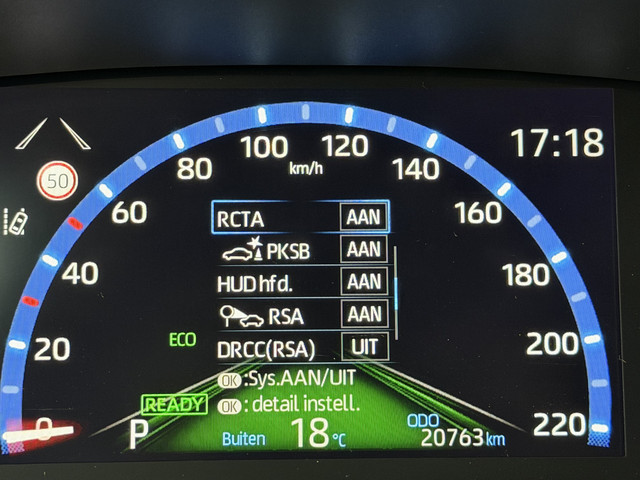 17:18
100 120
km/h
80 140
50
60 160
RCTA AAN
PKSB AAN
40 180
HUD hfd. AAN
RSA AAN
ECO
20 200
DRCC(RSA) UIT
OK :Sys.AAN/UIT
READY
OK : detail instell.
0 220
P
Buiten 18 °C
ODO
20763 km